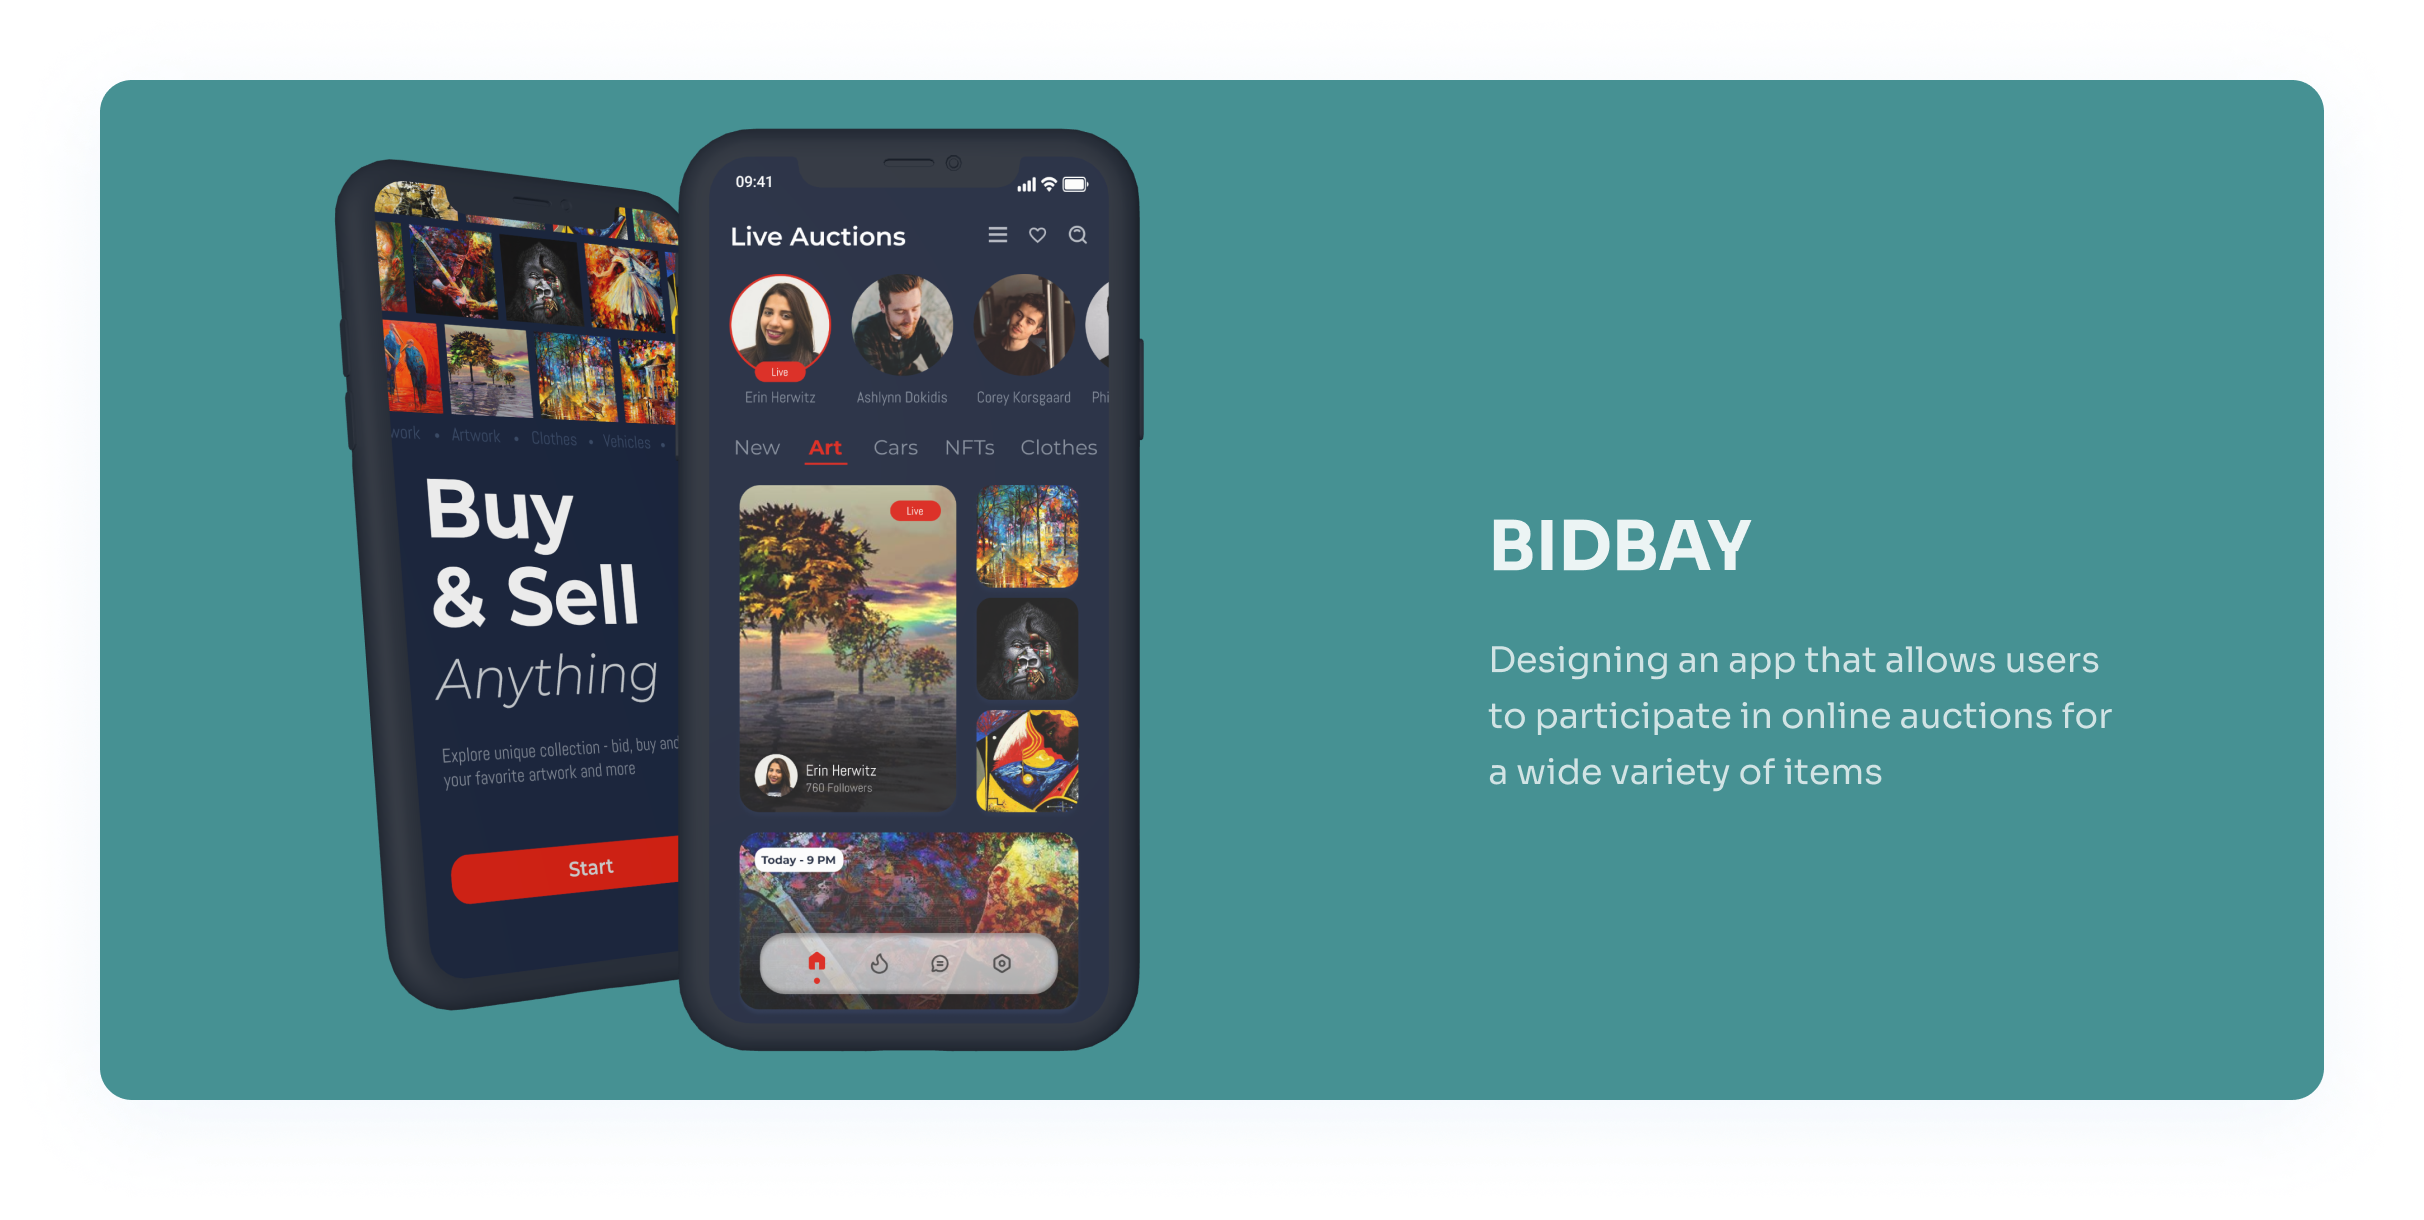 work • Artwork • Clothes • Vehicles •
Buy
& Sell
Anything
Explore unique collection - bid, buy and
your favorite artwork and more
Start
09:41
Live Auctions
Live
Erin Herwitz
Ashlynn Dokidis
Corey Korsgaard
Phi
New
Art
Cars
NFTs
Clothes
Live
Erin Herwitz
760 Followers
Today - 9 PM
BIDBAY
Designing an app that allows users
to participate in online auctions for
a wide variety of items